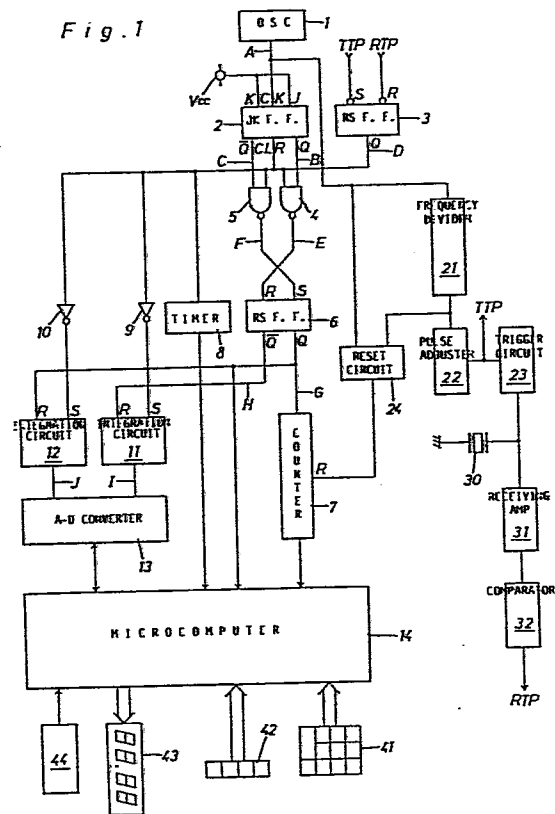 Fig.1
OSC
1
A
TTP RTP
Vcc
K C K J
S R
2
JK F. F.
RS F. F.
3
Q̅ CL R Q
Q
C
B
D
5
4
FREQUENCY
DEVIDER
21
F
E
10
9
TIMER
8
R S
RS F. F.
6
Q̅ Q
TTP
RESET
CIRCUIT
24
PULSE
ADJUSTER
22
TRIGGER
CIRCUIT
23
H
G
R S
R S
INTEGRATION
CIRCUIT
12
INTEGRATION
CIRCUIT
11
COUNTER
R
7
30
J
I
A-D CONVERTER
13
RECEIVING
AMP
31
COMPARATOR
32
MICROCOMPUTER
14
RTP
44
43
42
41